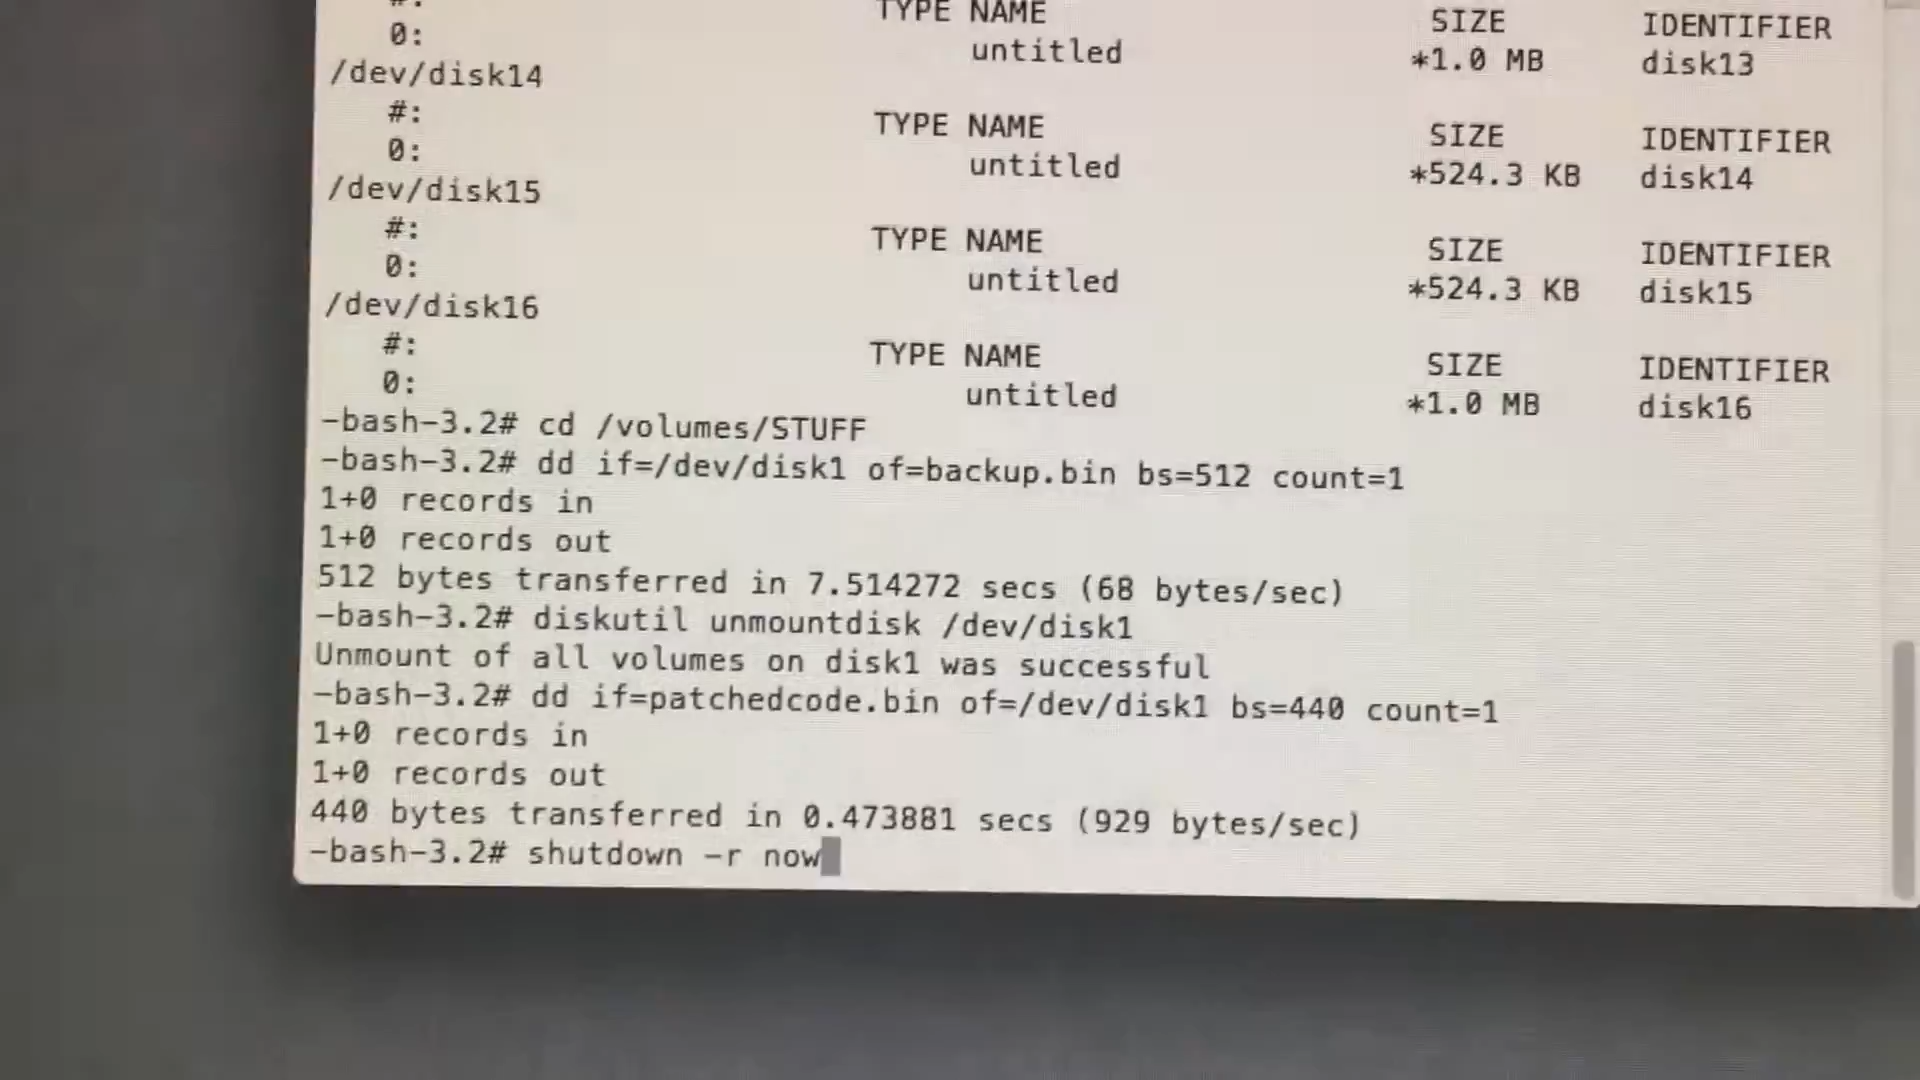 #:   TYPE NAME   SIZE   IDENTIFIER
0:   untitled   *1.0 MB   disk13
/dev/disk14
#:   TYPE NAME   SIZE   IDENTIFIER
0:   untitled   *524.3 KB   disk14
/dev/disk15
#:   TYPE NAME   SIZE   IDENTIFIER
0:   untitled   *524.3 KB   disk15
/dev/disk16
#:   TYPE NAME   SIZE   IDENTIFIER
0:   untitled   *1.0 MB   disk16
-bash-3.2# cd /volumes/STUFF
-bash-3.2# dd if=/dev/disk1 of=backup.bin bs=512 count=1
1+0 records in
1+0 records out
512 bytes transferred in 7.514272 secs (68 bytes/sec)
-bash-3.2# diskutil unmountdisk /dev/disk1
Unmount of all volumes on disk1 was successful
-bash-3.2# dd if=patchedcode.bin of=/dev/disk1 bs=440 count=1
1+0 records in
1+0 records out
440 bytes transferred in 0.473881 secs (929 bytes/sec)
-bash-3.2# shutdown -r now